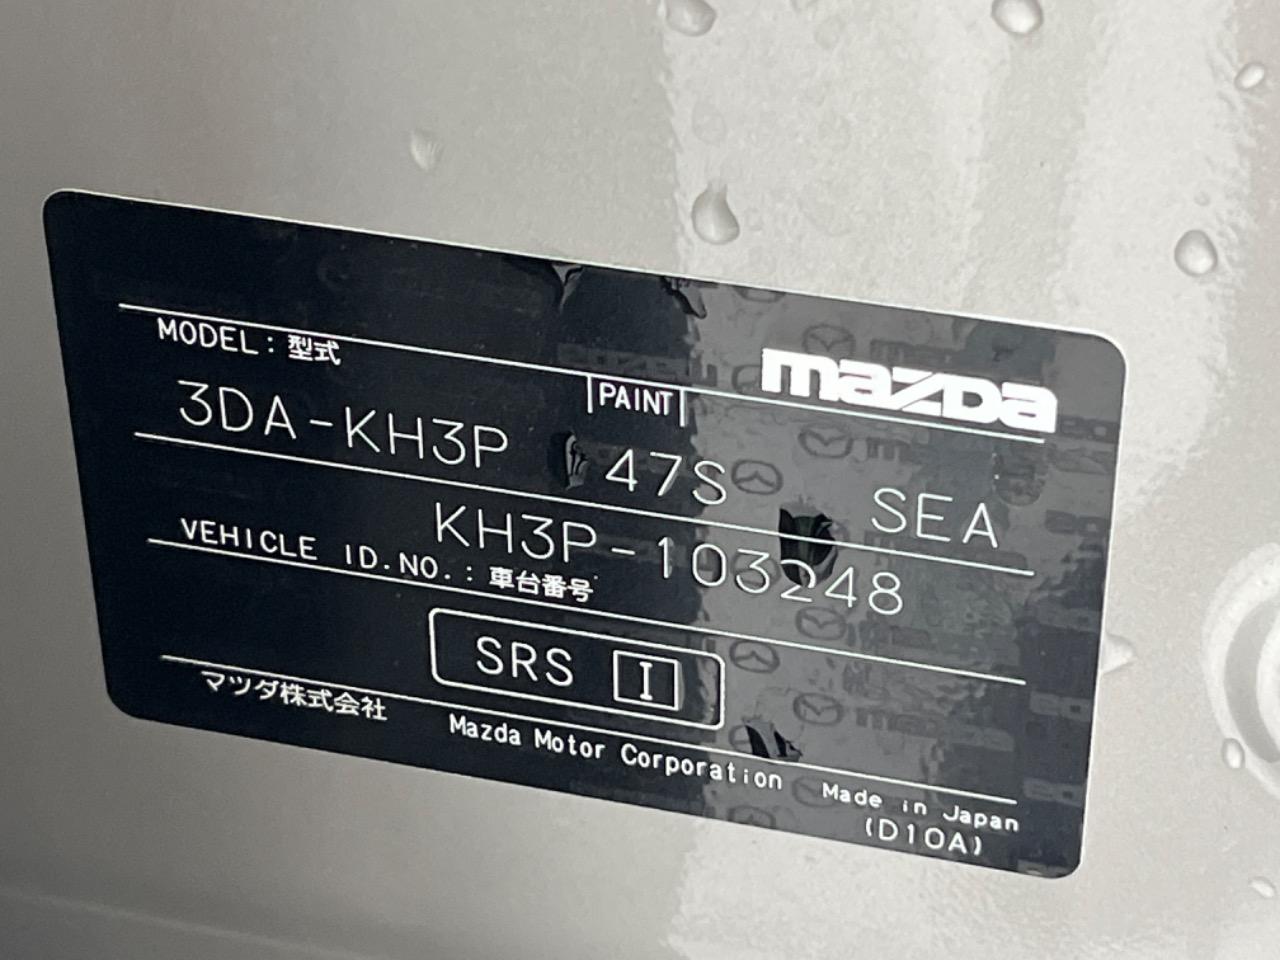 mazda
MODEL:型式
PAINT
3DA-KH3P 47S SEA
KH3P-103248
VEHICLE ID.NO.:車台番号
SRS I
マツダ株式会社 Mazda Motor Corporation Made in Japan
(D10A)